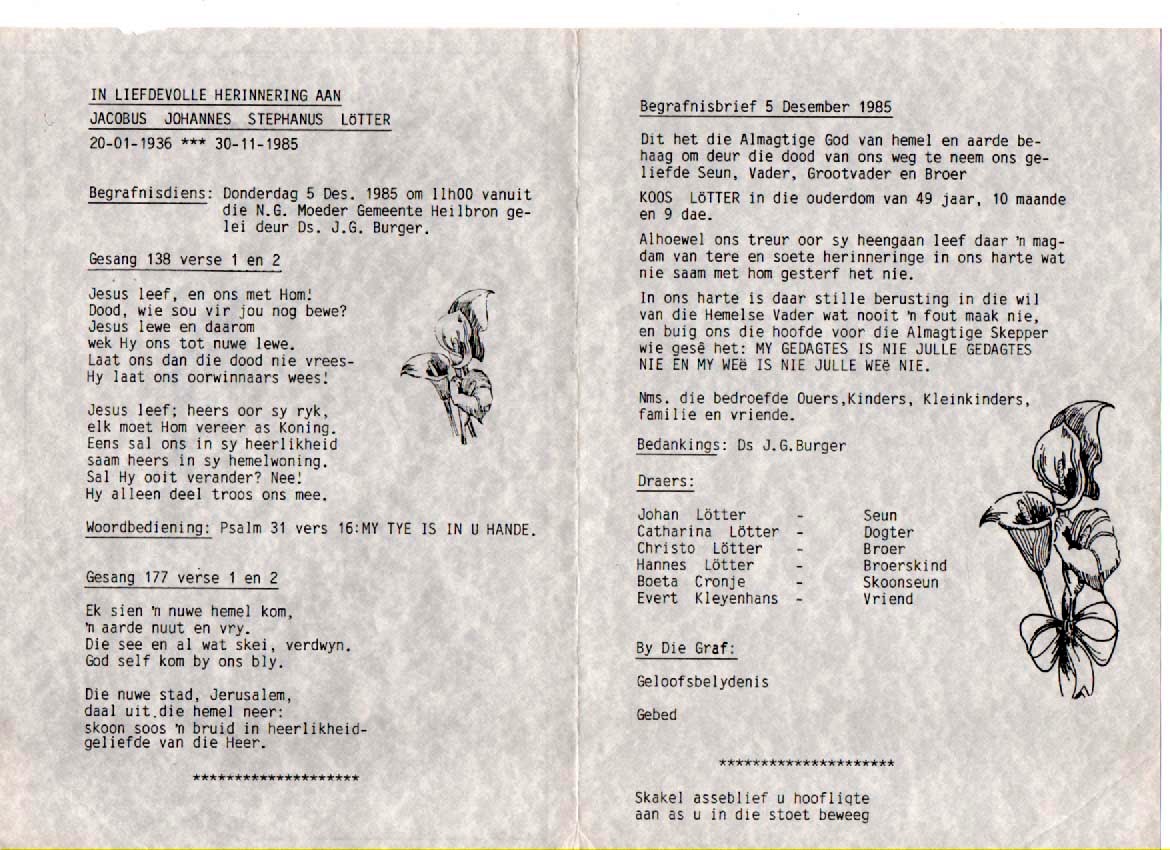 IN LIEFDEVOLLE HERINNERING AAN
JACOBUS JOHANNES STEPHANUS LöTTER
20-01-1936 *** 30-11-1985
Begrafnisdiens: Donderdag 5 Des. 1985 om 11h00 vanuit
die N.G. Moeder Gemeente Heilbron ge-
lei deur Ds. J.G. Burger.
Gesang 138 verse 1 en 2
Jesus leef, en ons met Hom!
Dood, wie sou vir jou nog bewe?
Jesus lewe en daarom
wek Hy ons tot nuwe lewe.
Laat ons dan die dood nie vrees-
Hy laat ons oorwinnaars wees!
Jesus leef; heers oor sy ryk,
elk moet Hom vereer as Koning.
Eens sal ons in sy heerlikheid
saam heers in sy hemelwoning.
Sal Hy ooit verander? Nee!
Hy alleen deel troos ons mee.
Woordbediening: Psalm 31 vers 16:MY TYE IS IN U HANDE.
Gesang 177 verse 1 en 2
Ek sien 'n nuwe hemel kom,
'n aarde nuut en vry.
Die see en al wat skei, verdwyn.
God self kom by ons bly.
Die nuwe stad, Jerusalem,
daal uit.die hemel neer:
skoon soos 'n bruid in heerlikheid-
geliefde van die Heer.
********************
Begrafnisbrief 5 Desember 1985
Dit het die Almagtige God van hemel en aarde be-
haag om deur die dood van ons weg te neem ons ge-
liefde Seun, Vader, Grootvader en Broer
KOOS LöTTER in die ouderdom van 49 jaar, 10 maande
en 9 dae.
Alhoewel ons treur oor sy heengaan leef daar 'n mag-
dam van tere en soete herinneringe in ons harte wat
nie saam met hom gesterf het nie.
In ons harte is daar stille berusting in die wil
van die Hemelse Vader wat nooit 'n fout maak nie,
en buig ons die hoofde voor die Almagtige Skepper
wie gesê het: MY GEDAGTES IS NIE JULLE GEDAGTES
NIE EN MY WEë IS NIE JULLE WEë NIE.
Nms. die bedroefde Ouers,Kinders, Kleinkinders,
familie en vriende.
Bedankings: Ds J.G.Burger
Draers:
Johan Lötter - Seun
Catharina Lötter - Dogter
Christo Lötter - Broer
Hannes Lötter - Broerskind
Boeta Cronje - Skoonseun
Evert Kleyenhans - Vriend
By Die Graf:
Geloofsbelydenis
Gebed
*********************
Skakel asseblief u hoofligte
aan as u in die stoet beweeg